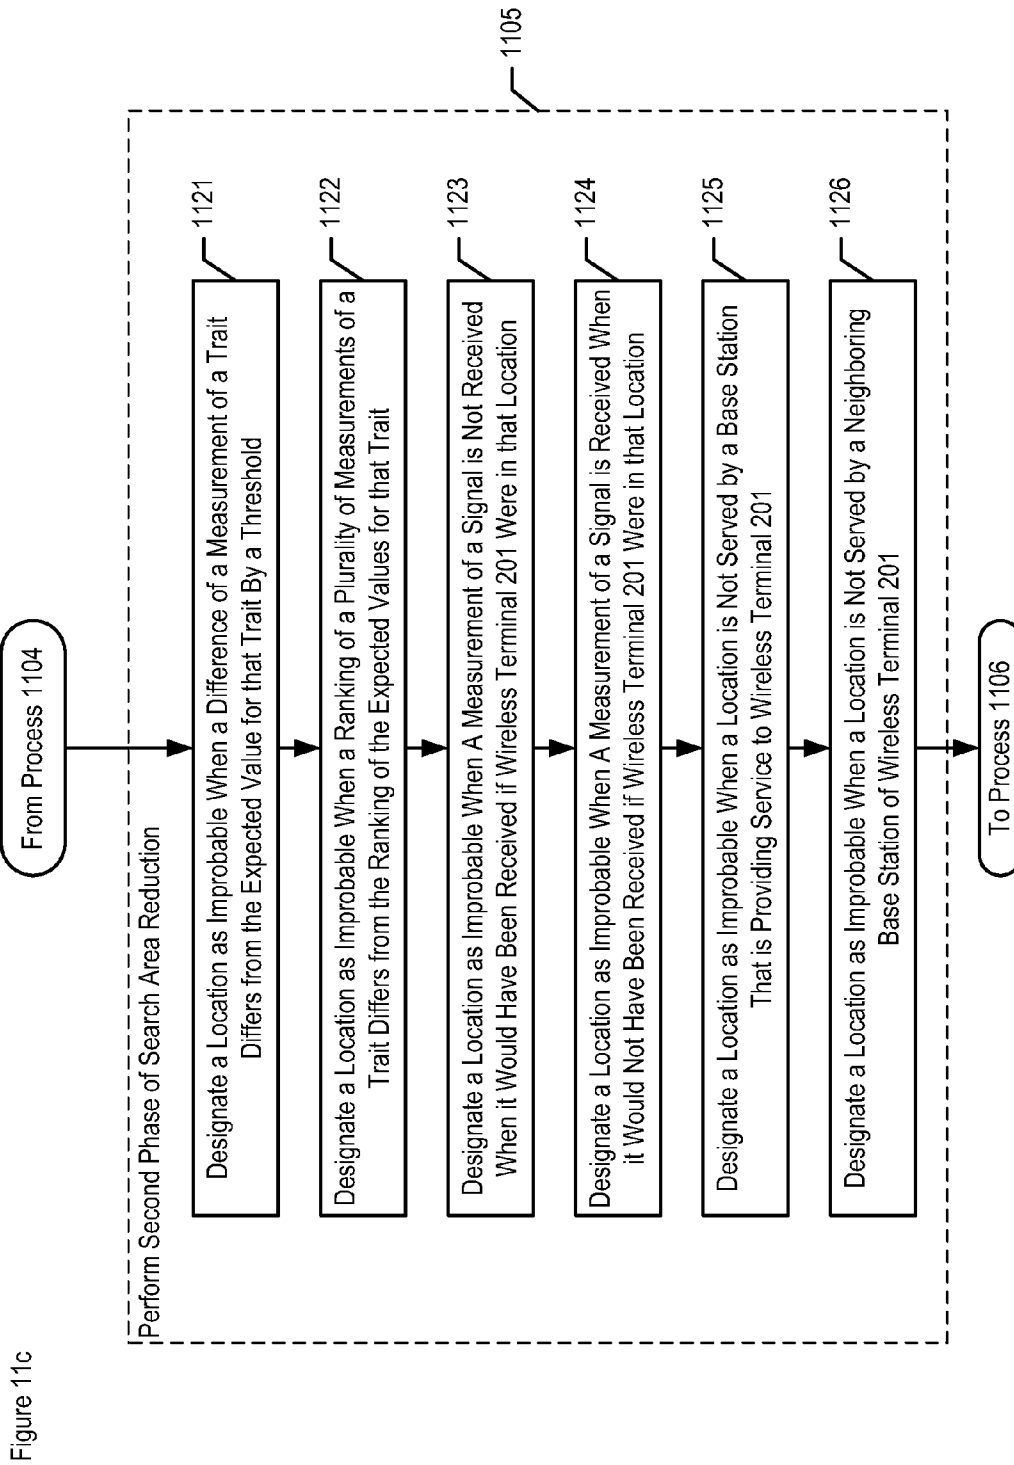 Figure 11c
From Process 1104
Perform Second Phase of Search Area Reduction
1105
Designate a Location as Improbable When a Difference of a Measurement of a Trait
Differs from the Expected Value for that Trait By a Threshold
1121
Designate a Location as Improbable When a Ranking of a Plurality of Measurements of a
Trait Differs from the Ranking of the Expected Values for that Trait
1122
Designate a Location as Improbable When A Measurement of a Signal is Not Received
When it Would Have Been Received if Wireless Terminal 201 Were in that Location
1123
Designate a Location as Improbable When A Measurement of a Signal is Received When
it Would Not Have Been Received if Wireless Terminal 201 Were in that Location
1124
Designate a Location as Improbable When a Location is Not Served by a Base Station
That is Providing Service to Wireless Terminal 201
1125
Designate a Location as Improbable When a Location is Not Served by a Neighboring
Base Station of Wireless Terminal 201
1126
To Process 1106